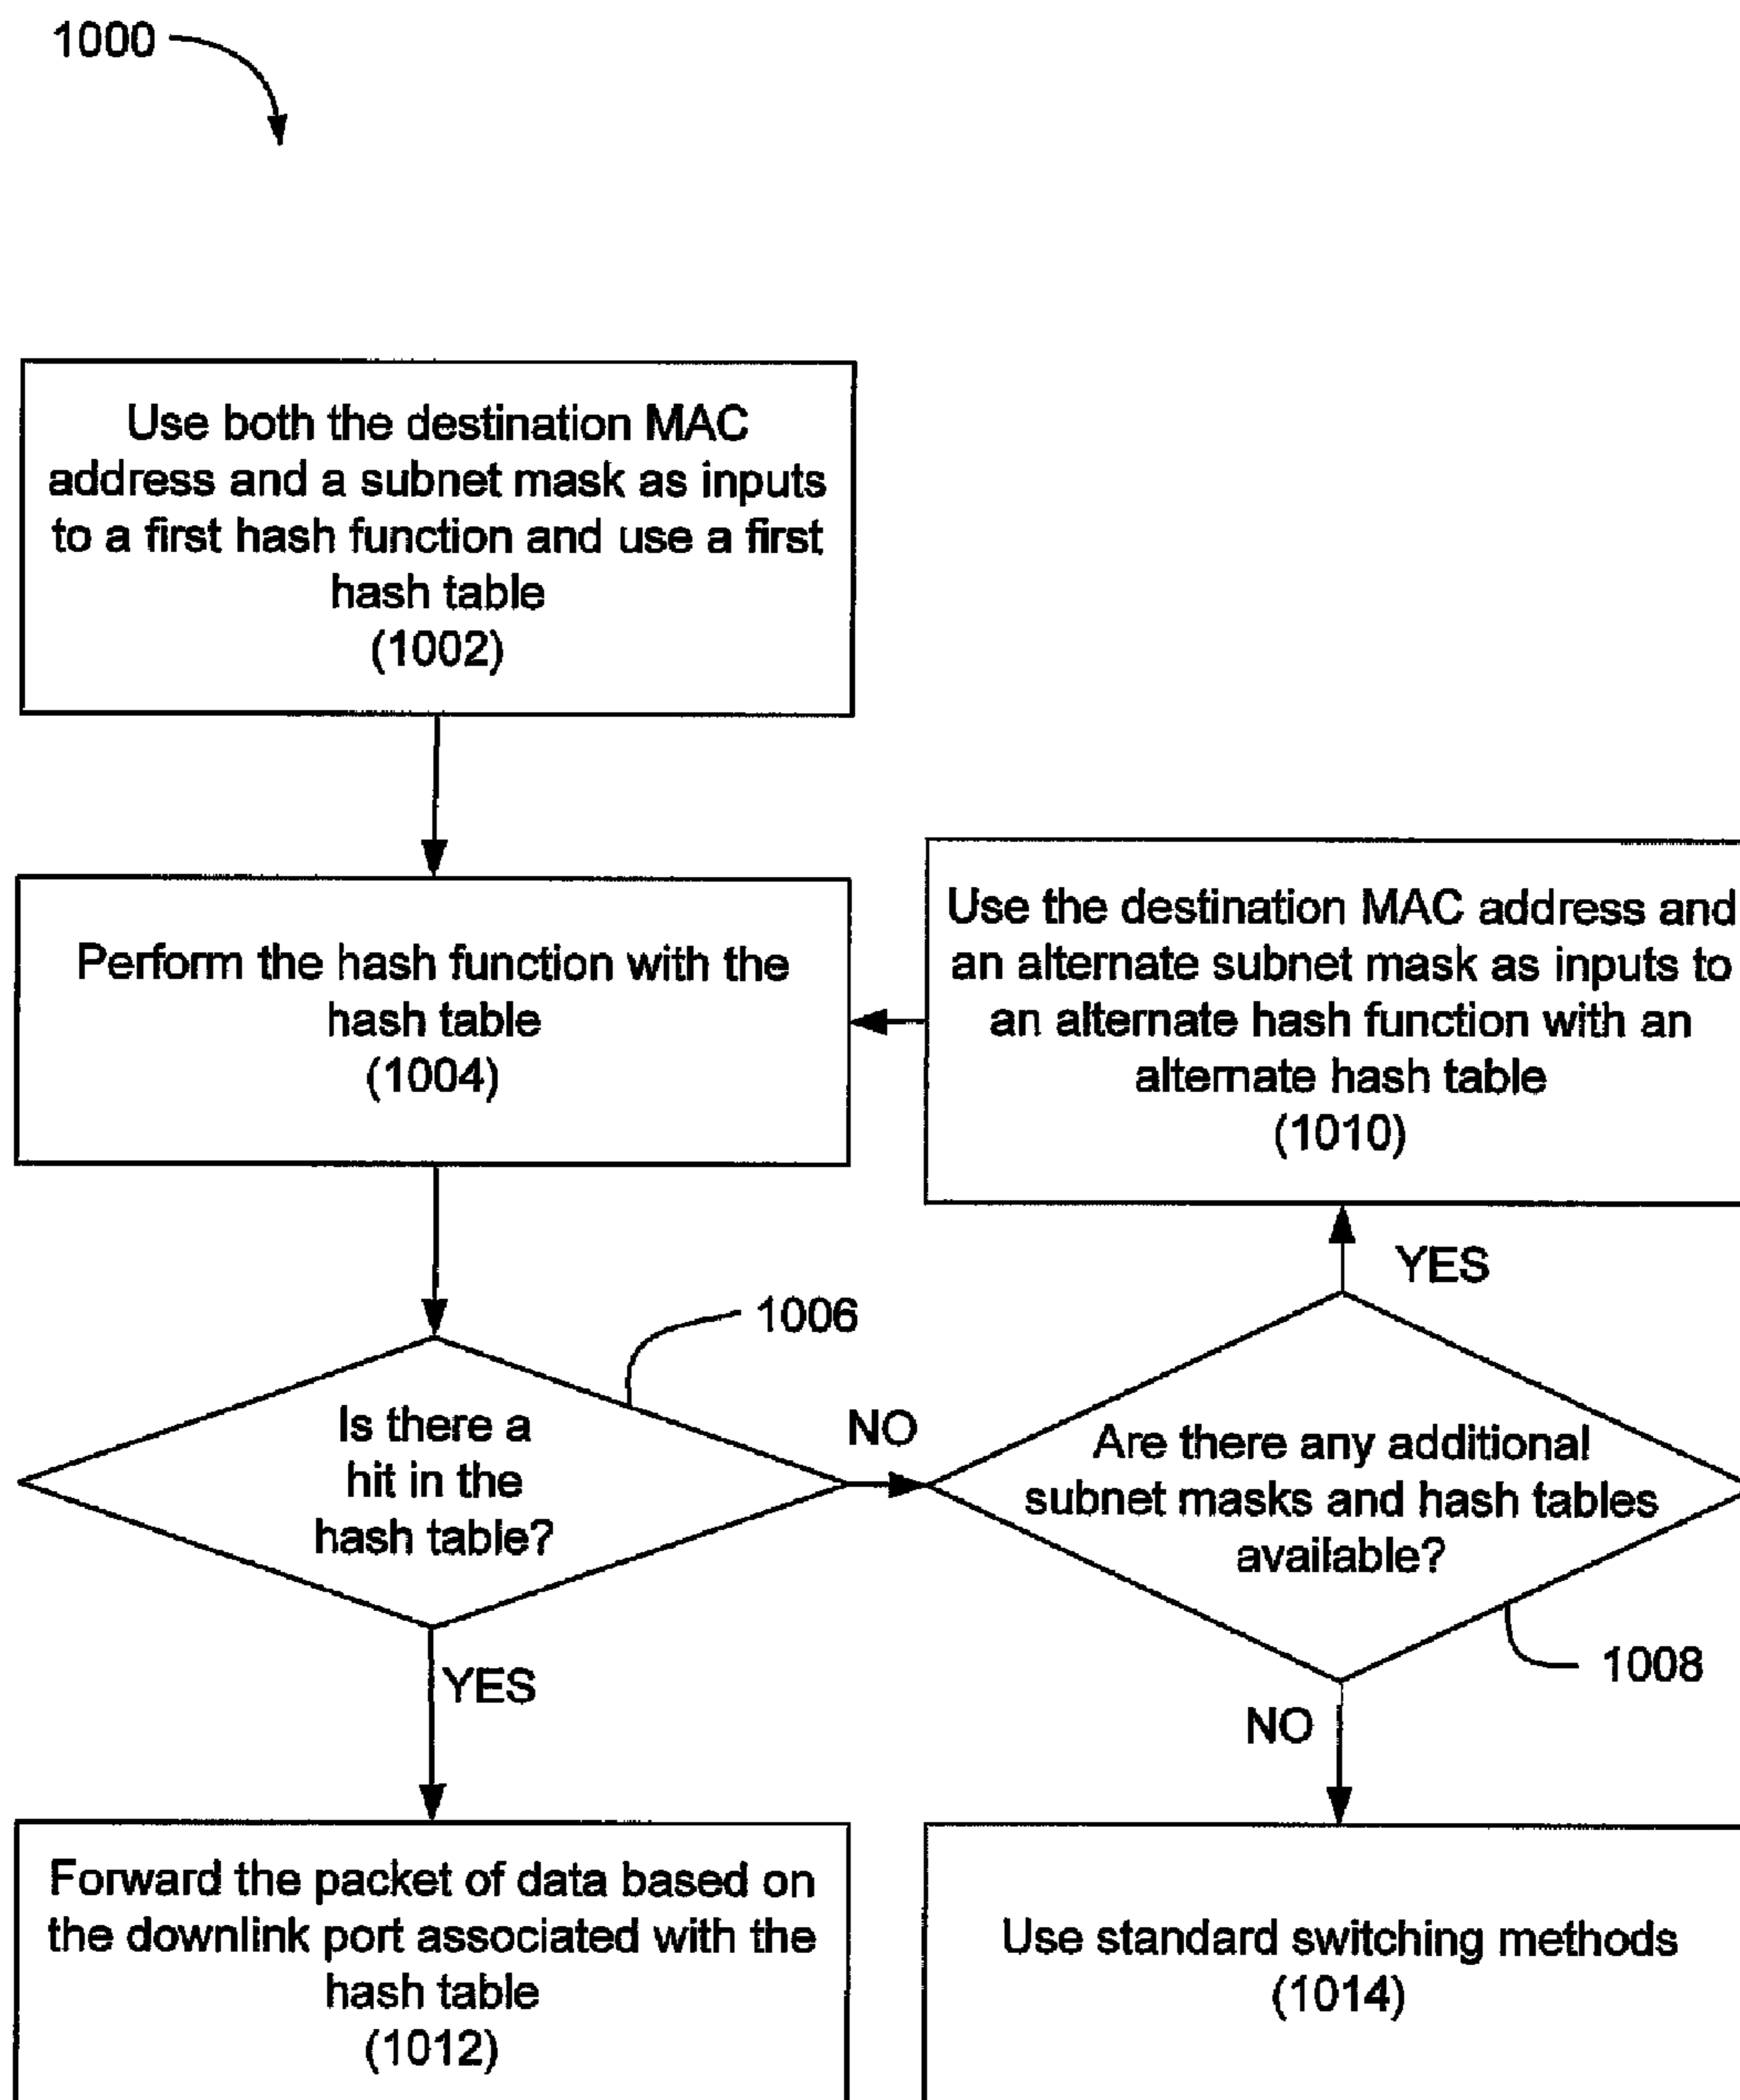 1000
Use both the destination MAC
address and a subnet mask as inputs
to a first hash function and use a first
hash table
(1002)
Perform the hash function with the
hash table
(1004)
Use the destination MAC address and
an alternate subnet mask as inputs to
an alternate hash function with an
alternate hash table
(1010)
YES
1006
Is there a
hit in the
hash table?
NO
Are there any additional
subnet masks and hash tables
available?
1008
YES
NO
Forward the packet of data based on
the downlink port associated with the
hash table
(1012)
Use standard switching methods
(1014)